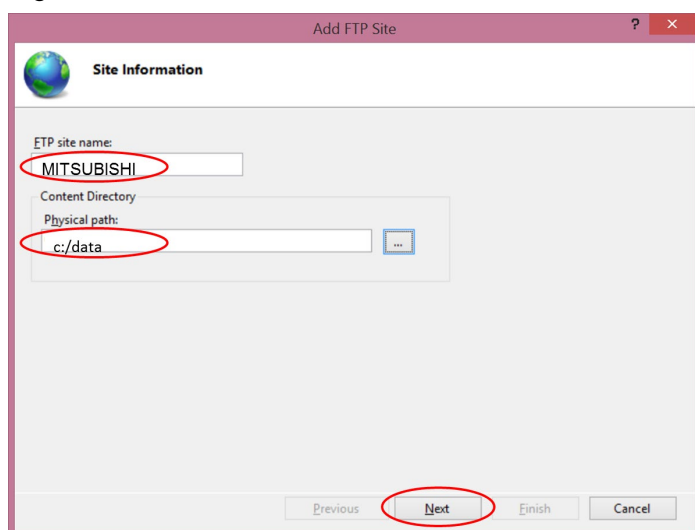 Add FTP Site
?
Site Information
FTP site name:
MITSUBISHI
Content Directory
Physical path:
c:/data
...
Previous Next Finish Cancel